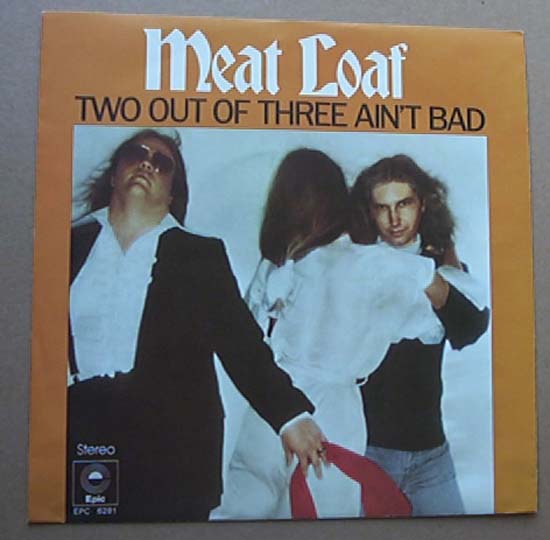 Meat Loaf
TWO OUT OF THREE AIN'T BAD
Stereo
Epic
EPC 6281